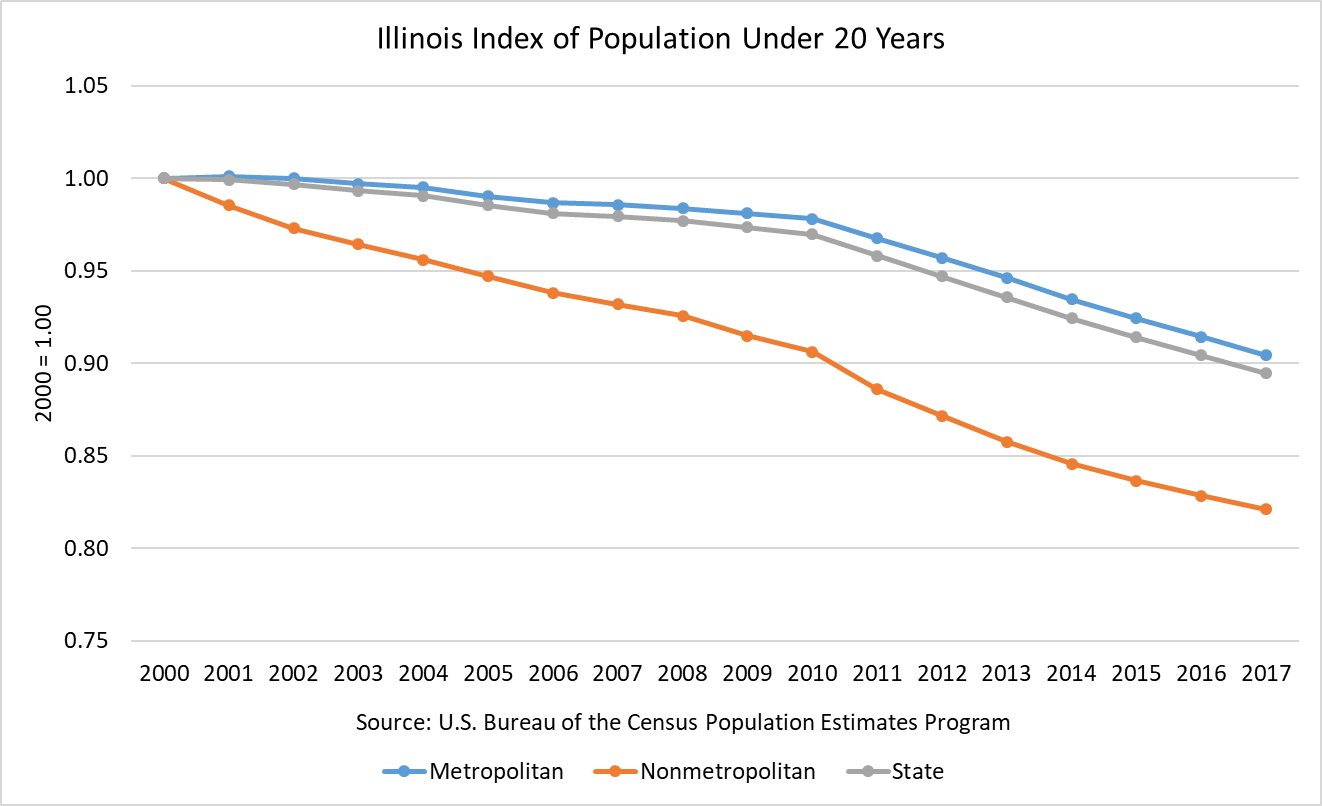 Illinois Index of Population Under 20 Years
1.05
1.00
0.95
0.90
0.85
0.80
0.75
2000 = 1.00
2000 2001 2002 2003 2004 2005 2006 2007 2008 2009 2010 2011 2012 2013 2014 2015 2016 2017
Source: U.S. Bureau of the Census Population Estimates Program
Metropolitan Nonmetropolitan State